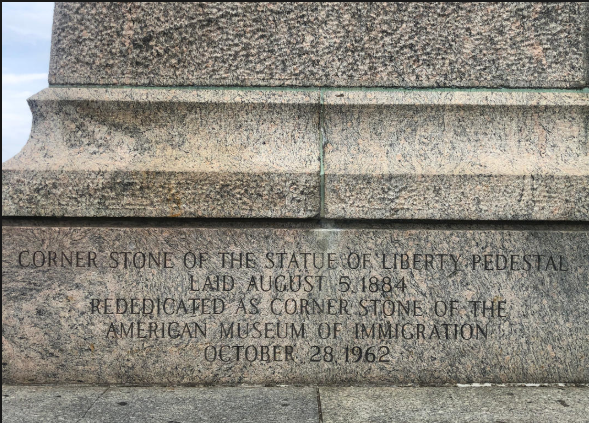 CORNER STONE OF THE STATUE OF LIBERTY PEDESTAL
LAID AUGUST 5, 1884
REDEDICATED AS CORNER STONE OF THE
AMERICAN MUSEUM OF IMMIGRATION
OCTOBER 28, 1962